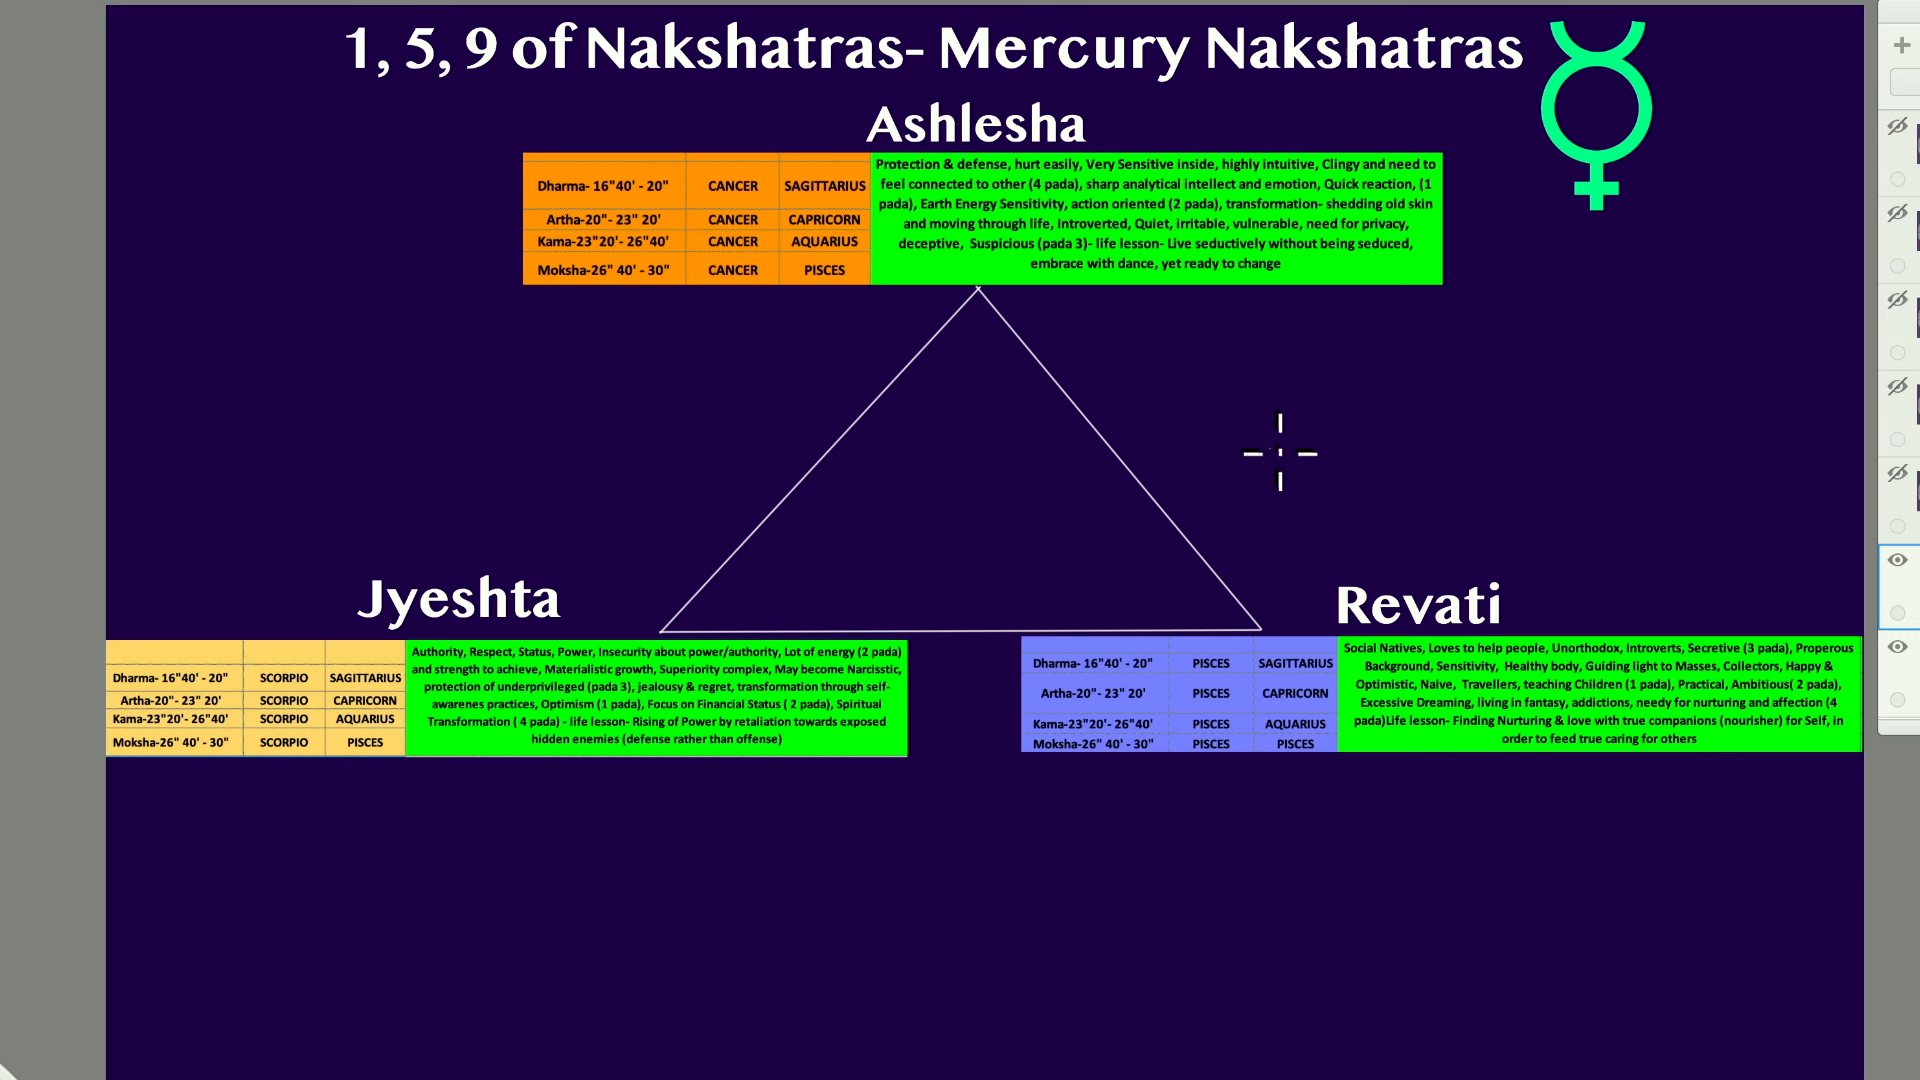 1, 5, 9 of Nakshatras- Mercury Nakshatras
Ashlesha
Dharma- 16"40' - 20" CANCER SAGITTARIUS
Artha-20"- 23" 20' CANCER CAPRICORN
Kama-23"20'- 26"40' CANCER AQUARIUS
Moksha-26" 40' - 30" CANCER PISCES
Protection & defense, hurt easily, Very Sensitive inside, highly intuitive, Clingy and need to
feel connected to other (4 pada), sharp analytical intellect and emotion, Quick reaction, (1
pada), Earth Energy Sensitivity, action oriented (2 pada), transformation- shedding old skin
and moving through life, Introverted, Quiet, irritable, vulnerable, need for privacy,
deceptive, Suspicious (pada 3)- life lesson- Live seductively without being seduced,
embrace with dance, yet ready to change
Jyeshta
Dharma- 16"40' - 20" SCORPIO SAGITTARIUS
Artha-20"- 23" 20' SCORPIO CAPRICORN
Kama-23"20'- 26"40' SCORPIO AQUARIUS
Moksha-26" 40' - 30" SCORPIO PISCES
Authority, Respect, Status, Power, Insecurity about power/authority, Lot of energy (2 pada)
and strength to achieve, Materialistic growth, Superiority complex, May become Narcisstic,
protection of underprivileged (pada 3), jealousy & regret, transformation through self-
awarenes practices, Optimism (1 pada), Focus on Financial Status ( 2 pada), Spiritual
Transformation ( 4 pada) - life lesson- Rising of Power by retaliation towards exposed
hidden enemies (defense rather than offense)
Revati
Dharma- 16"40' - 20" PISCES SAGITTARIUS
Artha-20"- 23" 20' PISCES CAPRICORN
Kama-23"20'- 26"40' PISCES AQUARIUS
Moksha-26" 40' - 30" PISCES PISCES
Social Natives, Loves to help people, Unorthodox, Introverts, Secretive (3 pada), Properous
Background, Sensitivity, Healthy body, Guiding light to Masses, Collectors, Happy &
Optimistic, Naive, Travellers, teaching Children (1 pada), Practical, Ambitious( 2 pada),
Excessive Dreaming, living in fantasy, addictions, needy for nurturing and affection (4
pada)Life lesson- Finding Nurturing & love with true companions (nourisher) for Self, in
order to feed true caring for others